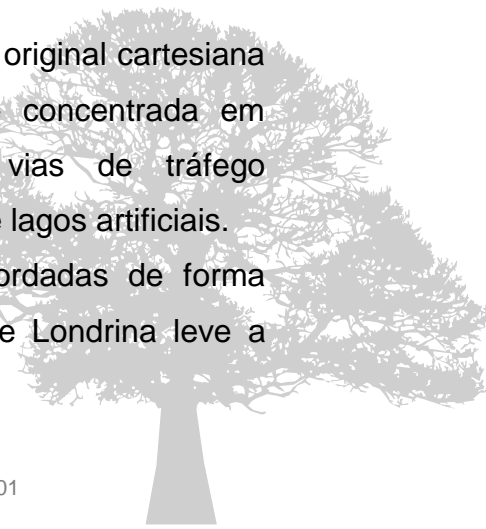 original cartesiana
concentrada em
vias de tráfego
lagos artificiais.
ordadas de forma
e Londrina leve a
01